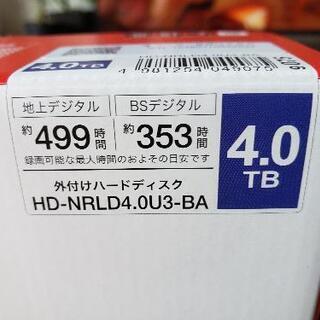 4.0TB
4 981254 049075
地上デジタル
約499時間
BSデジタル
約353時間
録画可能な最大時間のおよその目安です
4.0
TB
外付けハードディスク
HD-NRLD4.0U3-BA